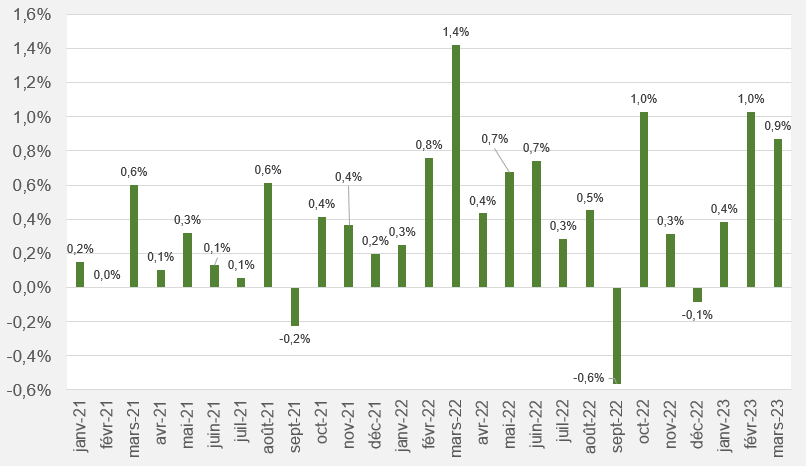 1,6%
1,4%
1,2%
1,0%
0,8%
0,6%
0,4%
0,2%
0,0%
-0,2%
-0,4%
-0,6%
0,2%
0,0%
0,6%
0,1%
0,3%
0,1%
0,1%
0,6%
-0,2%
0,4%
0,4%
0,2%
0,3%
0,8%
1,4%
0,4%
0,7%
0,7%
0,3%
0,5%
-0,6%
1,0%
0,3%
-0,1%
0,4%
1,0%
0,9%
janv-21
févr-21
mars-21
avr-21
mai-21
juin-21
juil-21
août-21
sept-21
oct-21
nov-21
déc-21
janv-22
févr-22
mars-22
avr-22
mai-22
juin-22
juil-22
août-22
sept-22
oct-22
nov-22
déc-22
janv-23
févr-23
mars-23